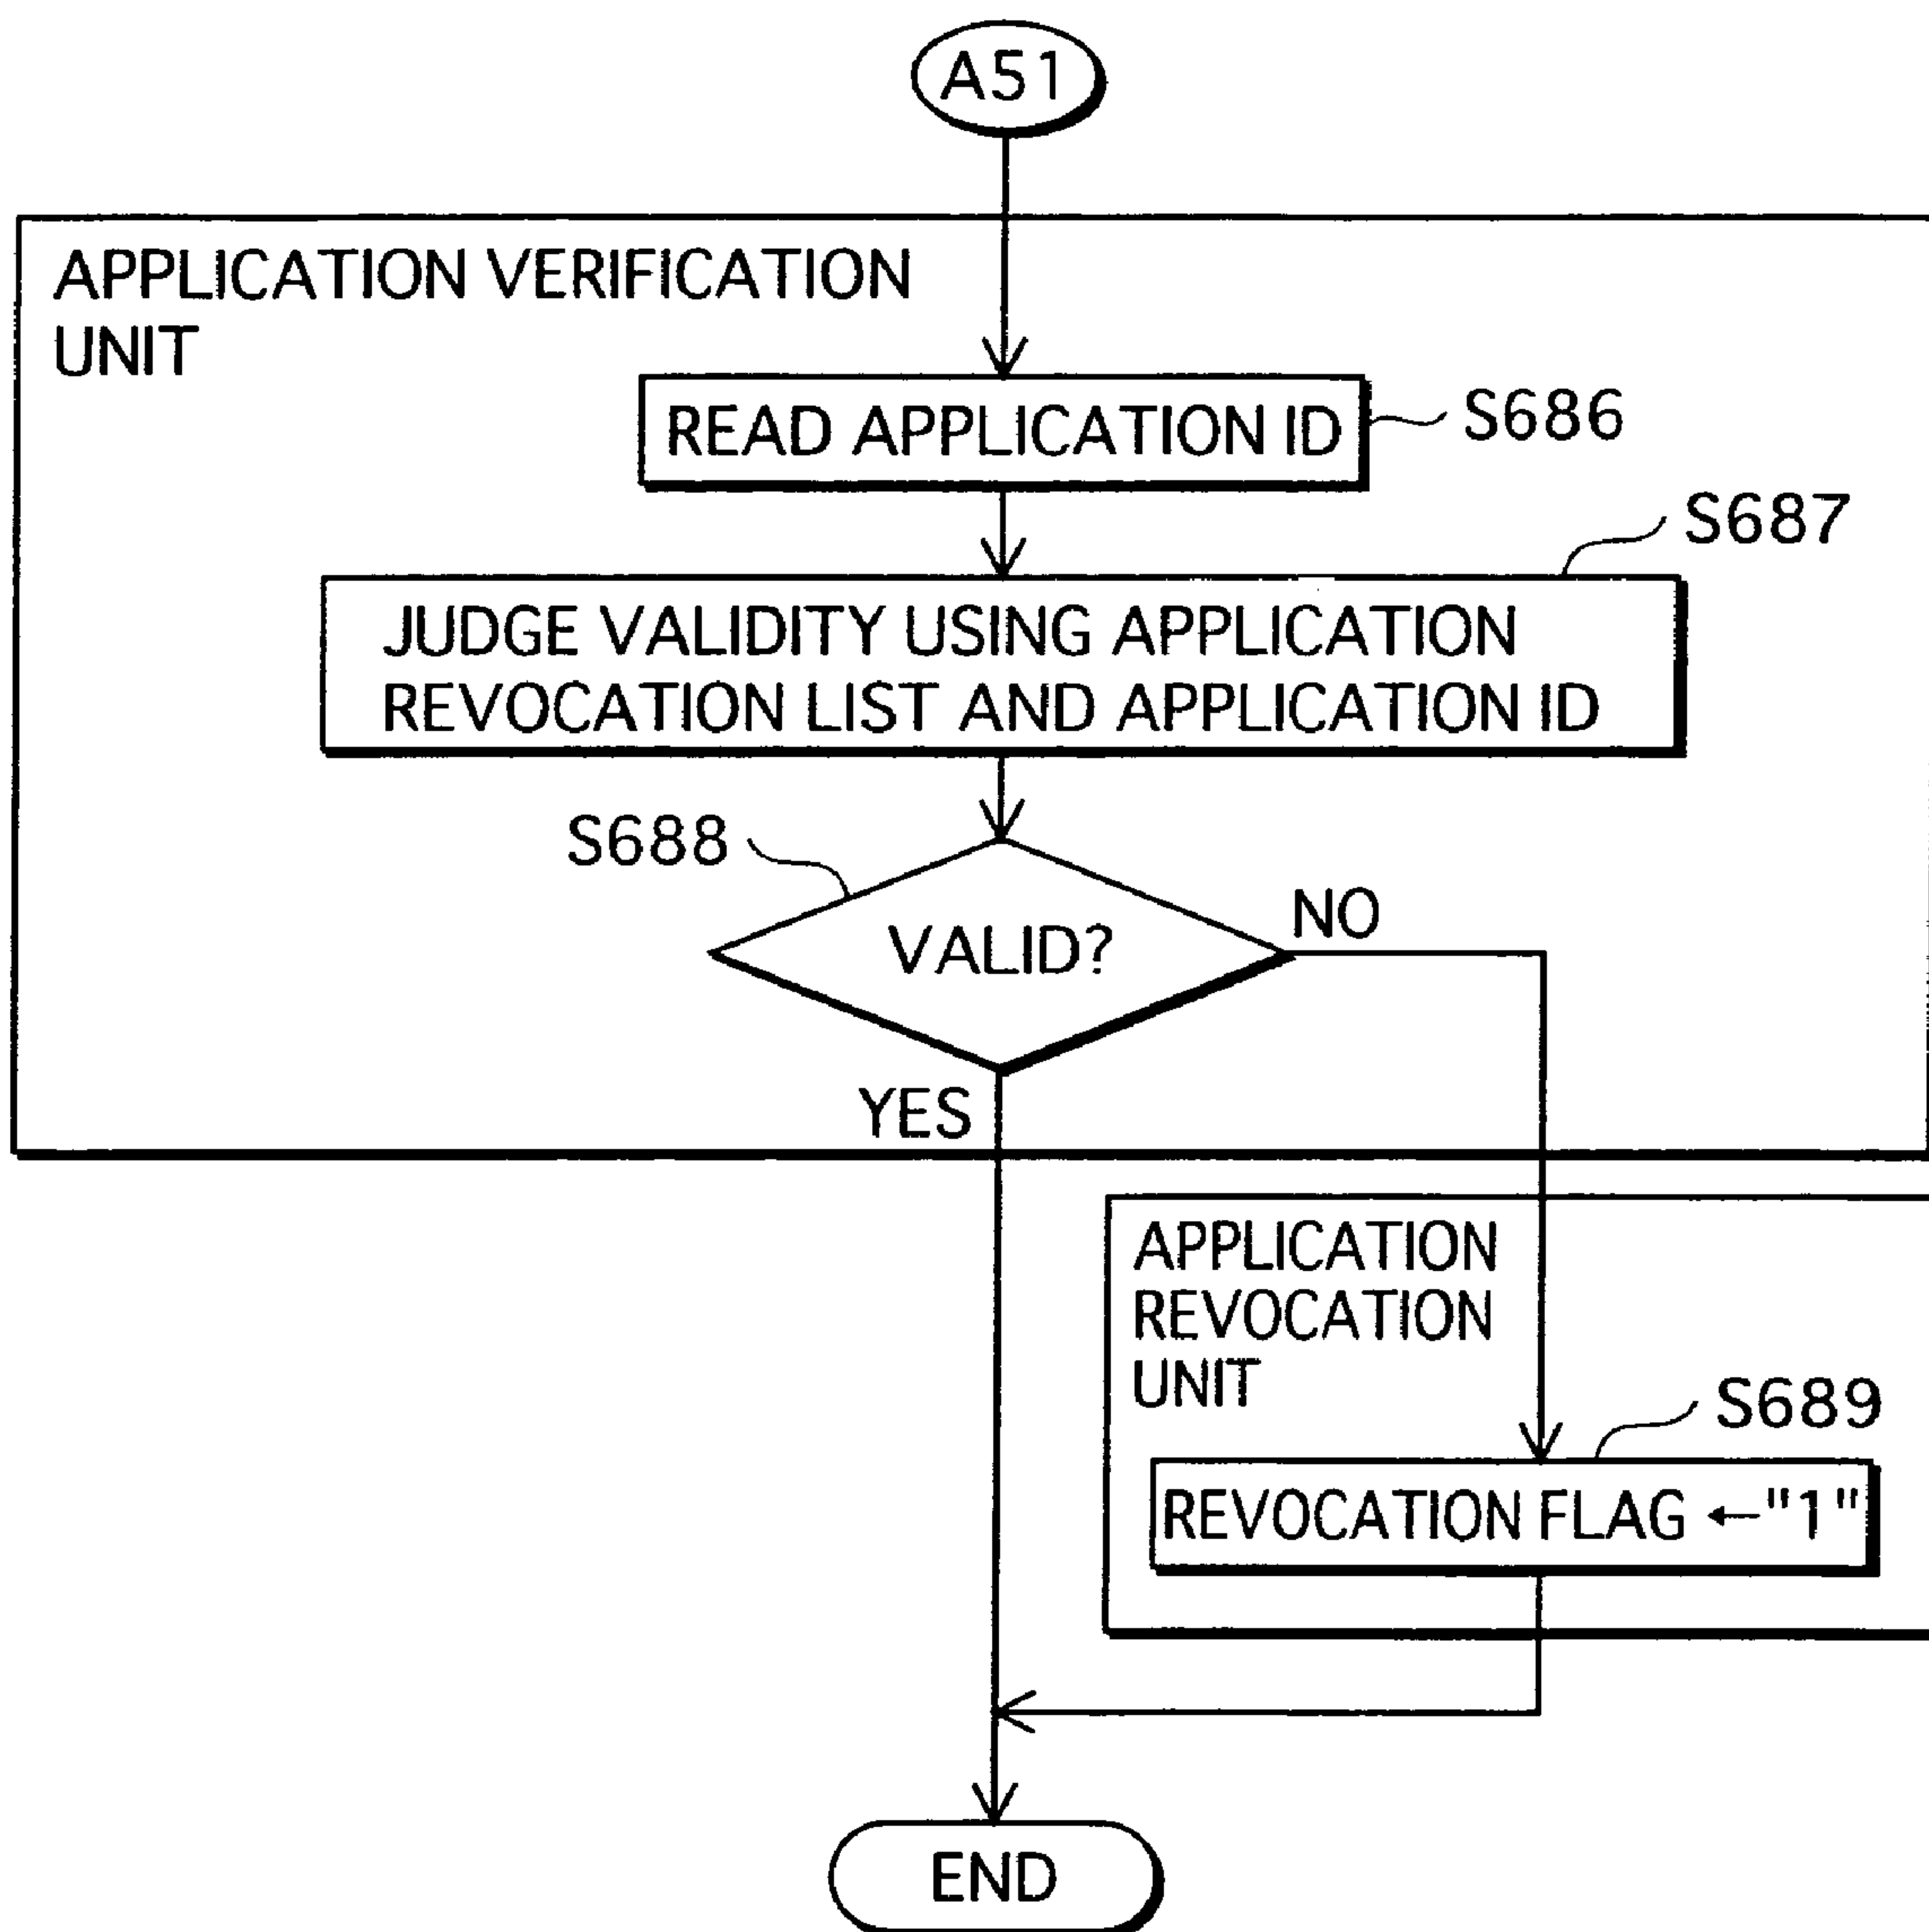 A51
APPLICATION VERIFICATION
UNIT
READ APPLICATION ID
S686
S687
JUDGE VALIDITY USING APPLICATION
REVOCATION LIST AND APPLICATION ID
S688
VALID?
NO
YES
APPLICATION
REVOCATION
UNIT
S689
REVOCATION FLAG ←"1"
END